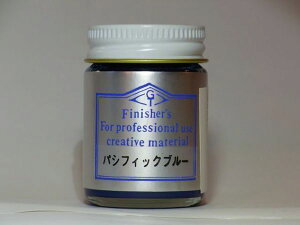 Finisher's
For professional use
creative material
パシフィックブルー